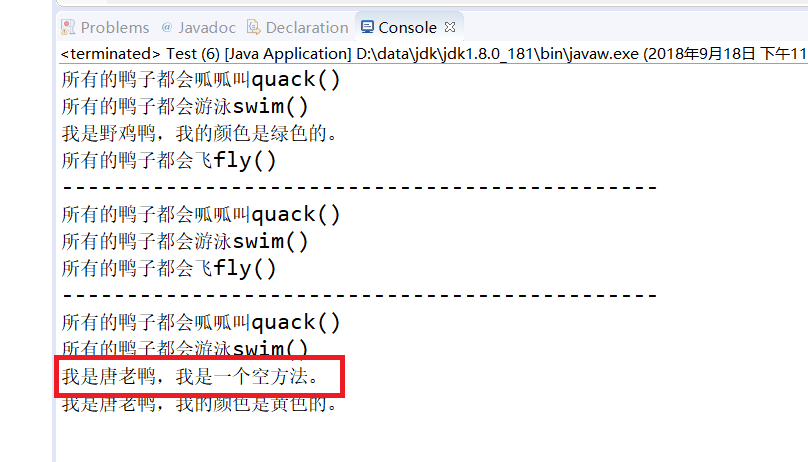 Problems @ Javadoc Declaration Console
<terminated> Test (6) [Java Application] D:\data\jdk\jdk1.8.0_181\bin\javaw.exe (2018年9月18日 下午11
所有的鸭子都会呱呱叫quack()
所有的鸭子都会游泳swim()
我是野鸡鸭，我的颜色是绿色的。
所有的鸭子都会飞fly()
----------------------------------------------
所有的鸭子都会呱呱叫quack()
所有的鸭子都会游泳swim()
所有的鸭子都会飞fly()
----------------------------------------------
所有的鸭子都会呱呱叫quack()
所有的鸭子都会游泳swim()
我是唐老鸭，我是一个空方法。
我是唐老鸭，我的颜色是黄色的。